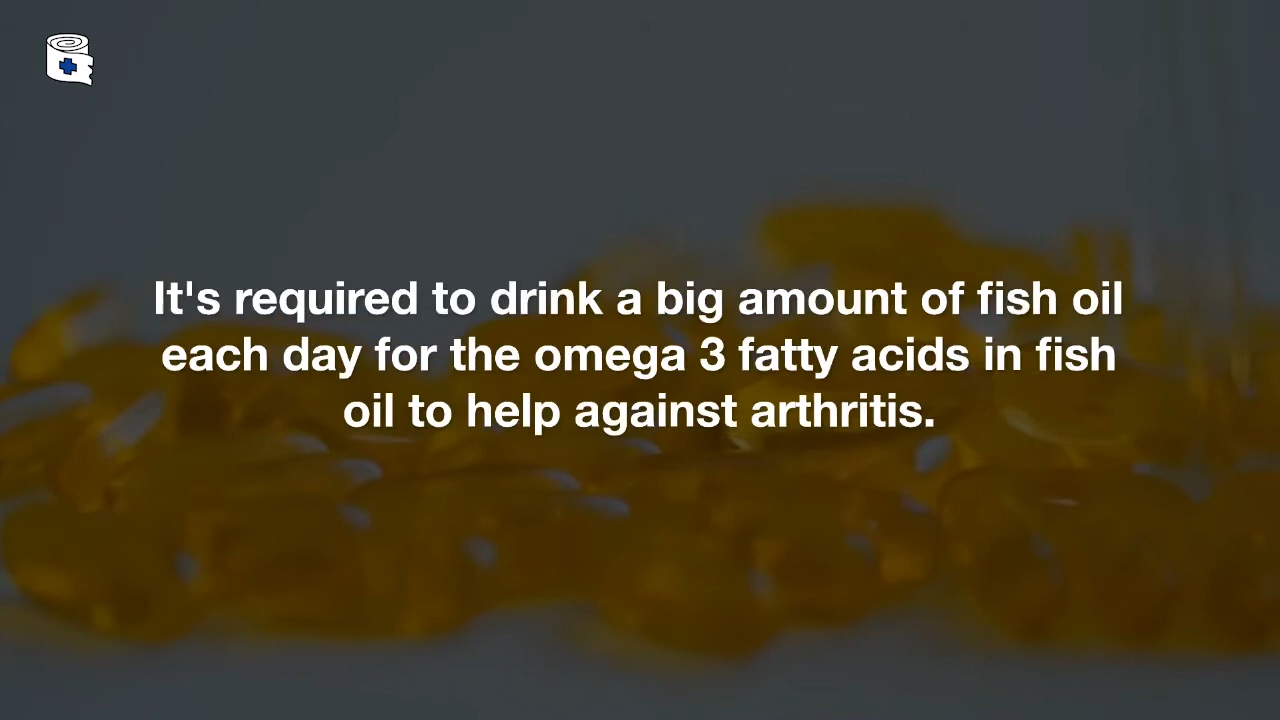 It's required to drink a big amount of fish oil
each day for the omega 3 fatty acids in fish
oil to help against arthritis.